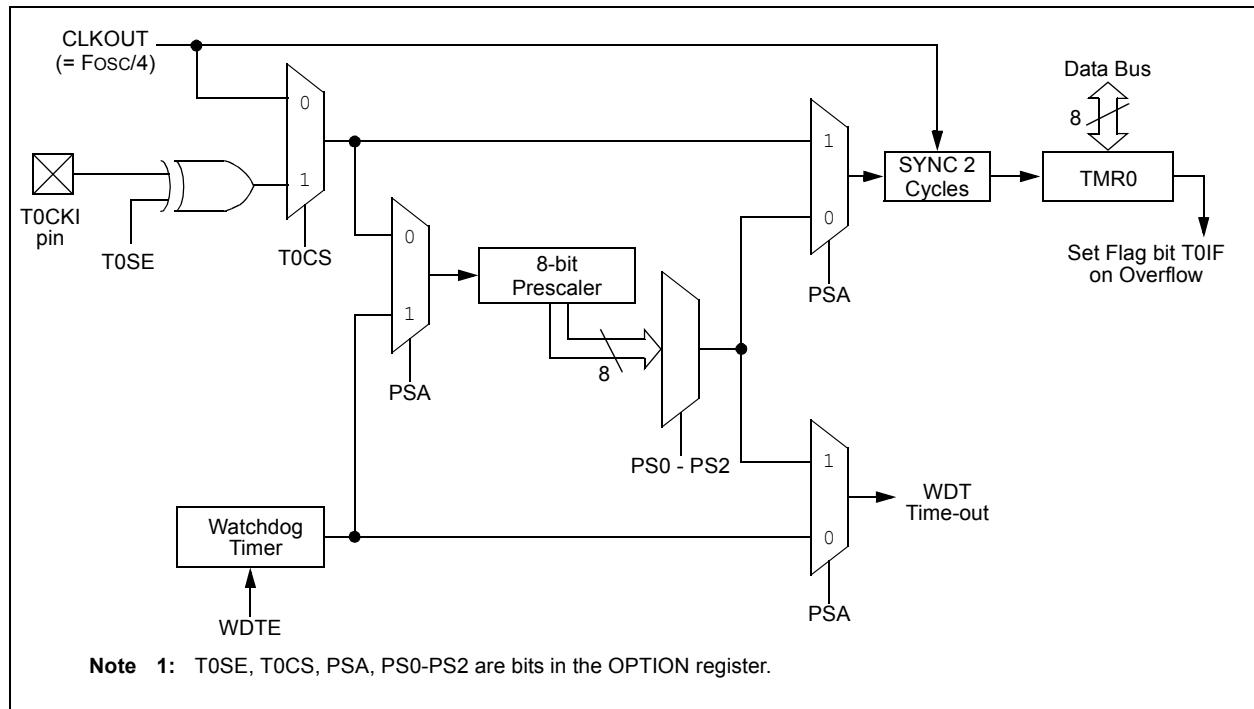 CLKOUT
(= FOSC/4)
0
1
T0CKI
pin
T0SE
T0CS
0
1
PSA
8-bit
Prescaler
8
PS0 - PS2
1
0
PSA
SYNC 2
Cycles
Data Bus
8
TMR0
Set Flag bit T0IF
on Overflow
Watchdog
Timer
WDTE
1
0
PSA
WDT
Time-out
Note 1: T0SE, T0CS, PSA, PS0-PS2 are bits in the OPTION register.